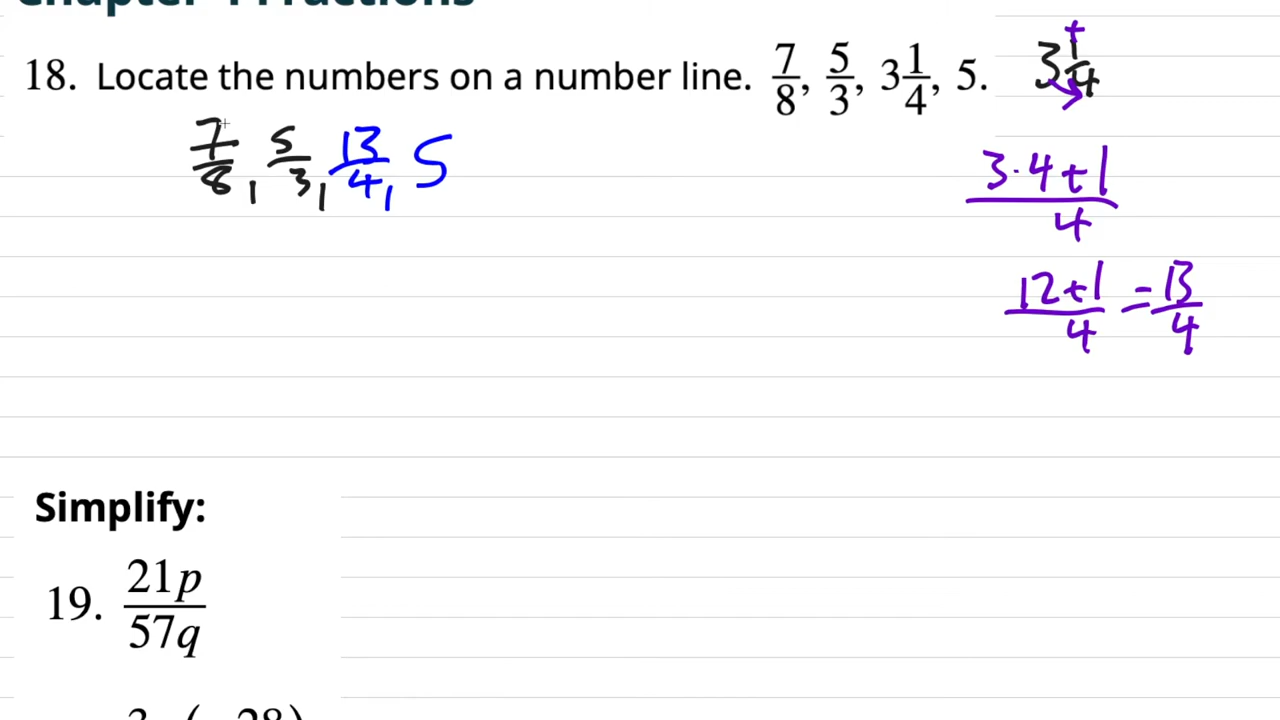 18. Locate the numbers on a number line. 7/8, 5/3, 3 1/4, 5.
3 1/4
7/8, 5/3, 13/4, 5
(3·4+1)/4
(12+1)/4 = 13/4
Simplify:
19. 21p/57q